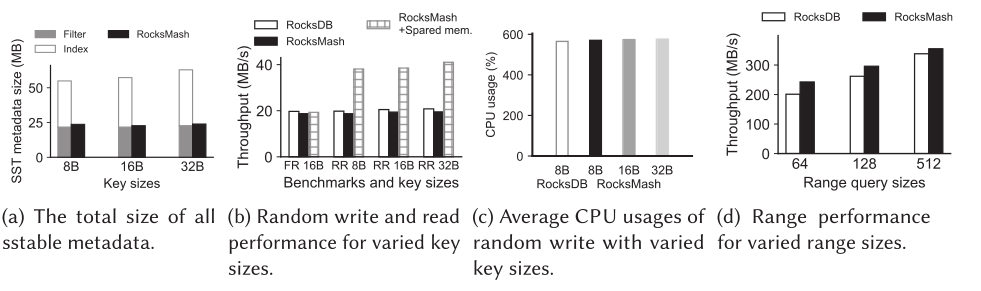 Filter RocksMash
Index
SST metadata size (MB)
50
25
0
8B 16B 32B
Key sizes
RocksDB
RocksMash
RocksMash
+Spared mem.
Throughput (MB/s)
60
40
20
0
FR 16B RR 8B RR 16B RR 32B
Benchmarks and key sizes
CPU usage (%)
600
400
200
0
8B 8B 16B 32B
RocksDB RocksMash
RocksDB RocksMash
Throughput (MB/s)
300
200
100
0
64 128 512
Range query sizes
(a) The total size of all
sstable metadata.
(b) Random write and read
performance for varied key
sizes.
(c) Average CPU usages of
random write with varied
key sizes.
(d) Range performance
for varied range sizes.